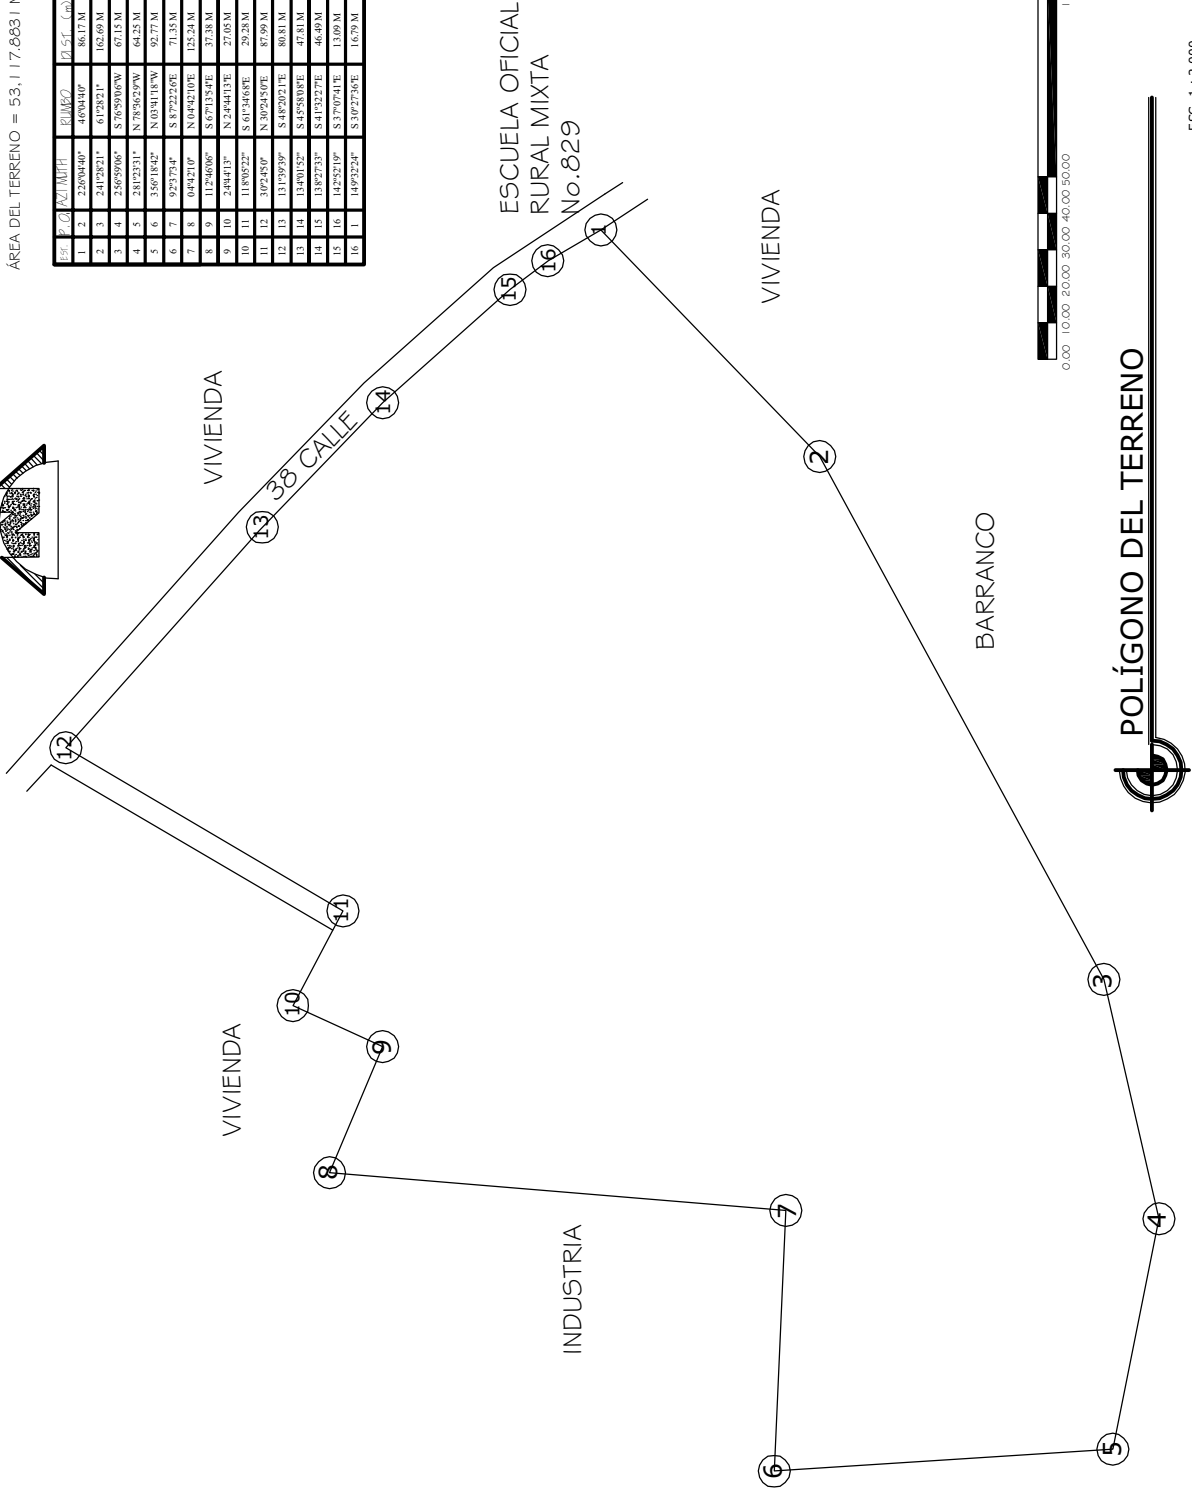 ÁREA DEL TERRENO = 53,117.8831
EST. P.O. AZIMUTH RUMBO DIST. (m)
1 2 226°04'40" 46°04'40" 86.17 M
2 3 241°28'21" 61°28'21" 162.69 M
3 4 256°59'06" S 76°59'06"W 67.15 M
4 5 281°23'31" N 78°36'29"W 64.25 M
5 6 356°18'42" N 03°41'18"W 92.77 M
6 7 92°37'34" S 87°22'26"E 71.35 M
7 8 04°42'10" N 04°42'10"E 125.24 M
8 9 112°46'06" S 67°13'54"E 37.38 M
9 10 24°44'13" N 24°44'13"E 27.05 M
10 11 118°05'22" S 61°34'68"E 29.28 M
11 12 30°24'50" N 30°24'50"E 87.99 M
12 13 131°39'39" S 48°20'21"E 80.81 M
13 14 134°01'52" S 45°58'08"E 47.81 M
14 15 138°27'33" S 41°32'27"E 46.49 M
15 16 142°52'19" S 37°07'41"E 13.09 M
16 1 149°32'24" S 30°27'36"E 16.79 M
N
VIVIENDA
38 CALLE
ESCUELA OFICIAL
RURAL MIXTA
No.829
VIVIENDA
VIVIENDA
INDUSTRIA
BARRANCO
1
2
3
4
5
6
7
8
9
10
11
12
13
14
15
16
0.00 10.00 20.00 30.00 40.00 50.00
POLÍGONO DEL TERRENO